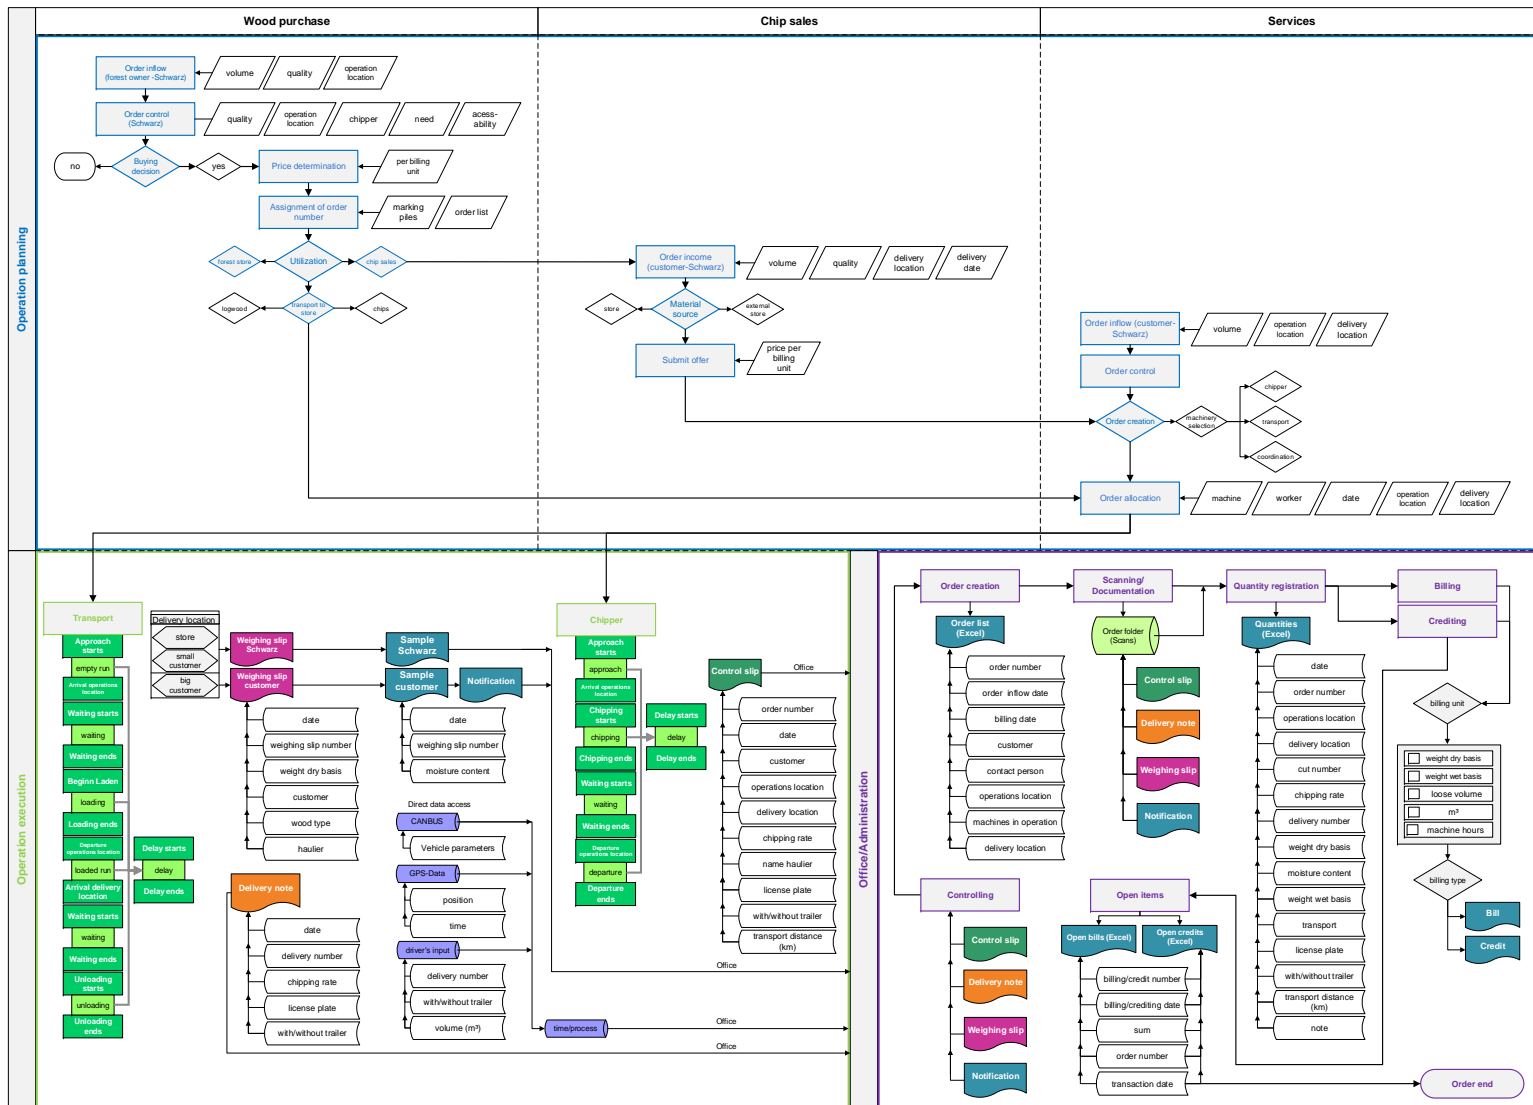 Wood purchase
Chip sales
Services
Operation planning
Order inflow
(forest owner -Schwarz)
volume
quality
operation
location
Order control
(Schwarz)
quality
operation
location
chipper
need
acess-
ability
no
Buying
decision
yes
Price determination
per billing
unit
Assignment of order
number
marking
piles
order list
forest store
Utilization
chip sales
logwood
transport to
store
chips
Order income
(customer-Schwarz)
volume
quality
delivery
location
delivery
date
store
Material
source
external
store
Submit offer
price per
billing
unit
Order inflow (customer-
Schwarz)
volume
operation
location
delivery
location
Order control
Order creation
machinery
selection
chipper
transport
coordination
Order allocation
machine
worker
date
operation
location
delivery
location
Operation execution
Transport
Approach
starts
empty run
Arrival operations
location
Waiting starts
waiting
Waiting ends
Beginn Laden
loading
Loading ends
Departure
operations location
loaded run
Arrival delivery
location
Waiting starts
waiting
Waiting ends
Unloading
starts
unloading
Unloading
ends
Delay starts
delay
Delay ends
Delivery location
store
small
customer
big
customer
Weighing slip
Schwarz
Weighing slip
customer
date
weighing slip number
weight dry basis
customer
wood type
haulier
Delivery note
date
delivery number
chipping rate
license plate
with/without trailer
Sample
Schwarz
Sample
customer
Notification
date
weighing slip number
moisture content
Direct data access
CANBUS
Vehicle parameters
GPS-Data
position
time
driver's input
delivery number
with/without trailer
volume (m³)
time/process
Chipper
Approach
starts
approach
Arrival operations
location
Chipping
starts
chipping
Chipping ends
Waiting starts
waiting
Waiting ends
Departure
operations location
departure
Departure
ends
Delay starts
delay
Delay ends
Control slip
Office
order number
date
customer
operations location
delivery location
chipping rate
name haulier
license plate
with/without trailer
transport distance
(km)
Office
Office
Office
Office/Administration
Order creation
Order list
(Excel)
order number
order inflow date
billing date
customer
contact person
operations location
machines in operation
delivery location
Controlling
Control slip
Delivery note
Weighing slip
Notification
Scanning/
Documentation
Order folder
(Scans)
Control slip
Delivery note
Weighing slip
Notification
Open items
Open bills (Excel)
Open credits
(Excel)
billing/credit number
billing/crediting date
sum
order number
transaction date
Quantity registration
Quantities
(Excel)
date
order number
operations location
delivery location
cut number
chipping rate
delivery number
weight dry basis
moisture content
weight wet basis
transport
license plate
with/without trailer
transport distance
(km)
note
Billing
Crediting
billing unit
weight dry basis
weight wet basis
loose volume
m³
machine hours
billing type
Bill
Credit
Order end